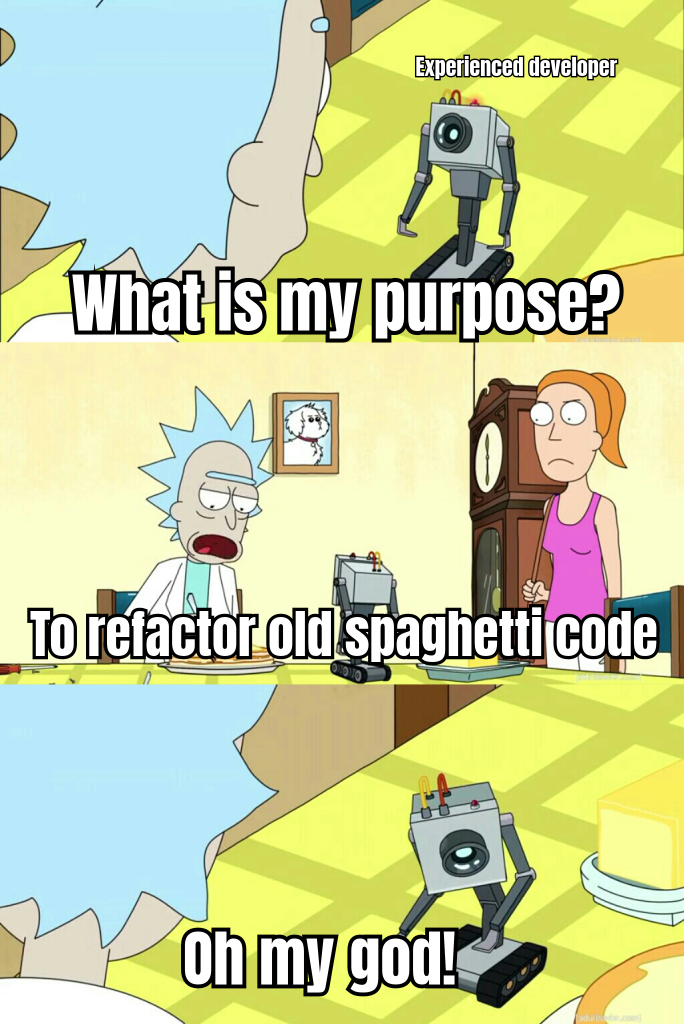 Experienced developer
What is my purpose?
To refactor old spaghetti code
Oh my god!